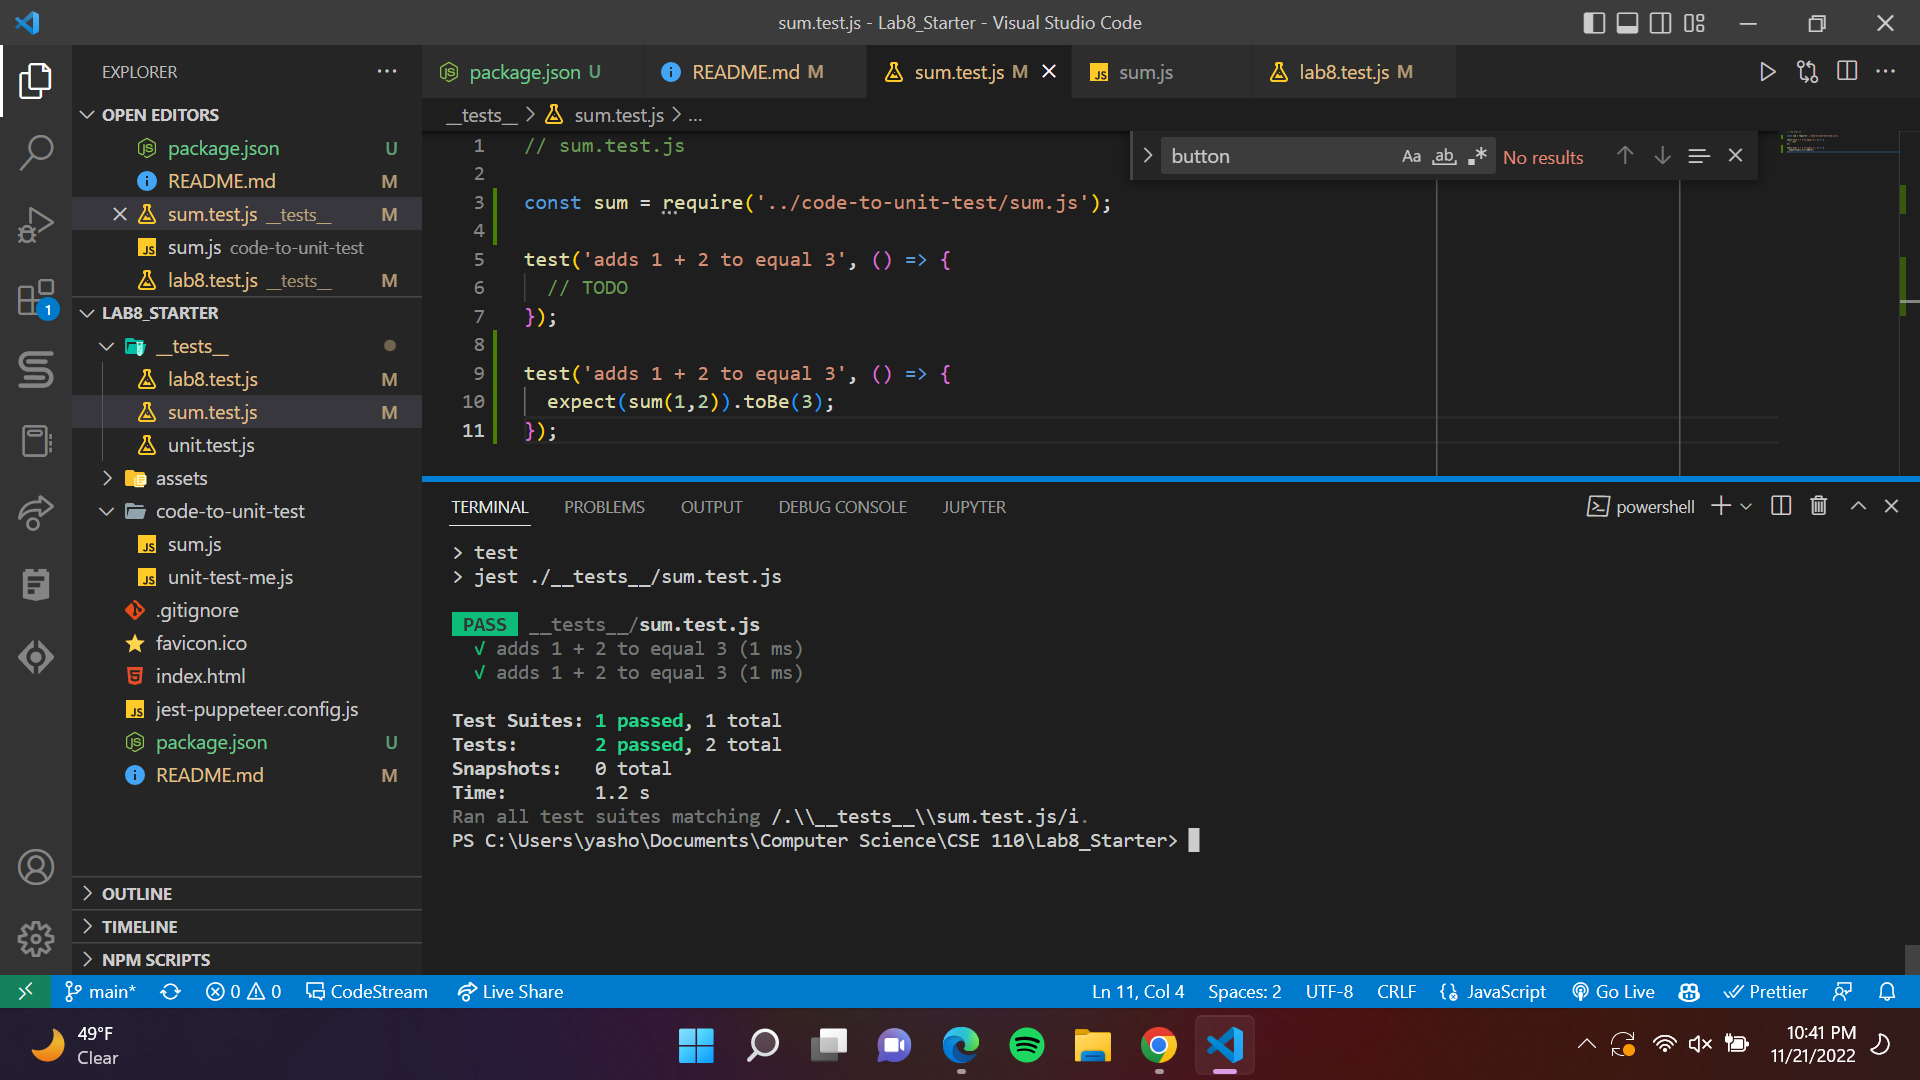 sum.test.js - Lab8_Starter - Visual Studio Code
EXPLORER
package.json U
README.md M
sum.test.js M
JS sum.js
lab8.test.js M
OPEN EDITORS
package.json U
README.md M
sum.test.js __tests__ M
JS sum.js code-to-unit-test
lab8.test.js __tests__ M
LAB8_STARTER
__tests__
lab8.test.js M
sum.test.js M
unit.test.js
assets
code-to-unit-test
JS sum.js
JS unit-test-me.js
.gitignore
favicon.ico
index.html
JS jest-puppeteer.config.js
package.json U
README.md M
OUTLINE
TIMELINE
NPM SCRIPTS
1
__tests__ > sum.test.js > ...
button Aa ab .* No results
1 // sum.test.js
2
3 const sum = require('../code-to-unit-test/sum.js');
4
5 test('adds 1 + 2 to equal 3', () => {
6 // TODO
7 });
8
9 test('adds 1 + 2 to equal 3', () => {
10 expect(sum(1,2)).toBe(3);
11 });
TERMINAL PROBLEMS OUTPUT DEBUG CONSOLE JUPYTER
powershell
> test
> jest ./__tests__/sum.test.js
PASS __tests__/sum.test.js
√ adds 1 + 2 to equal 3 (1 ms)
√ adds 1 + 2 to equal 3 (1 ms)
Test Suites: 1 passed, 1 total
Tests: 2 passed, 2 total
Snapshots: 0 total
Time: 1.2 s
Ran all test suites matching /.\\__tests__\\sum.test.js/i.
PS C:\Users\yasho\Documents\Computer Science\CSE 110\Lab8_Starter>
main* 0 0 CodeStream Live Share
Ln 11, Col 4 Spaces: 2 UTF-8 CRLF {} JavaScript Go Live Prettier
49°F
Clear
10:41 PM
11/21/2022